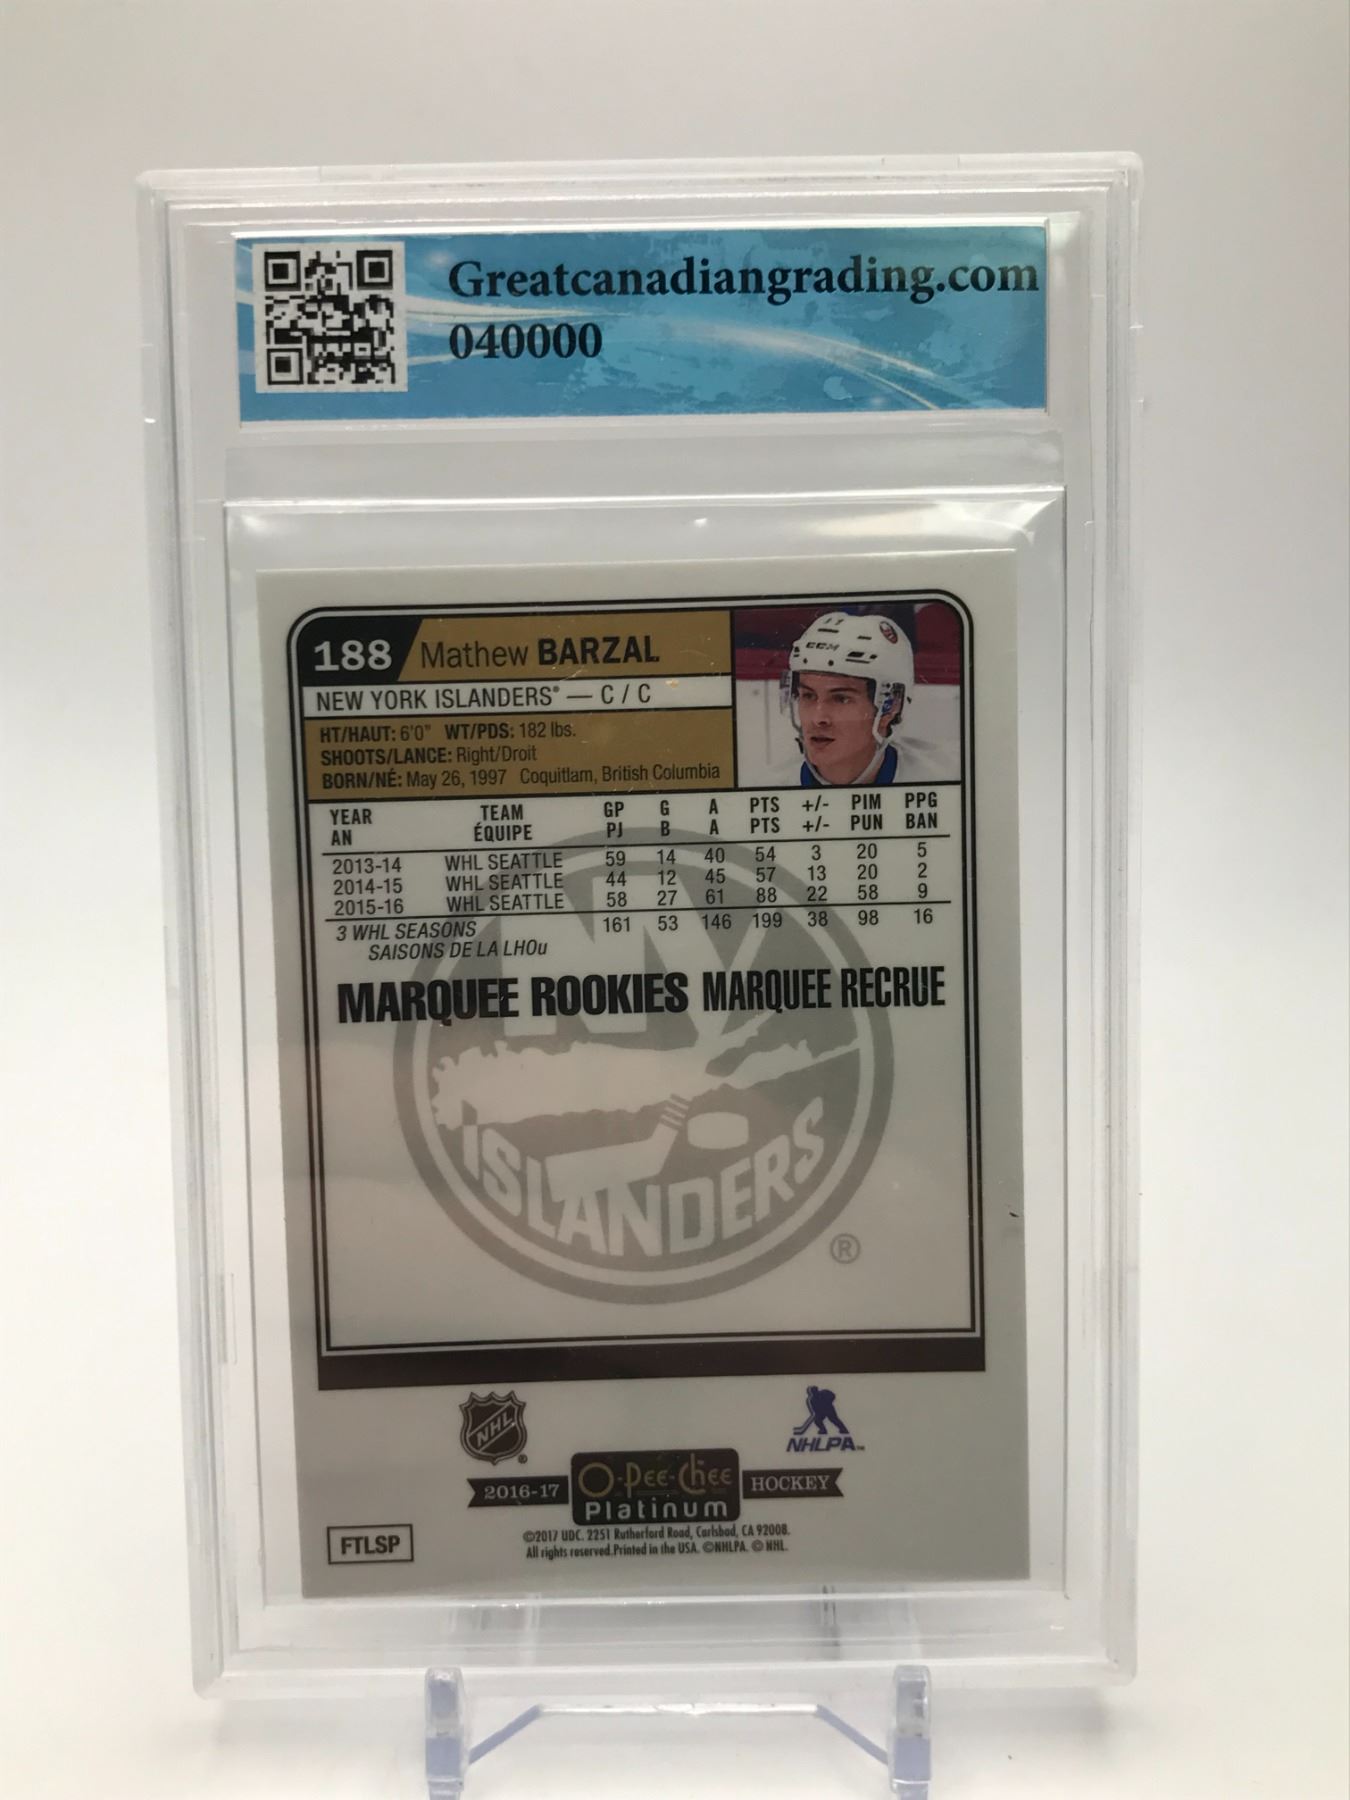 Greatcanadiangrading.com
040000
188 Mathew BARZAL
NEW YORK ISLANDERS® — C / C
HT/HAUT: 6'0" WT/PDS: 182 lbs.
SHOOTS/LANCE: Right/Droit
BORN/NÉ: May 26, 1997 Coquitlam, British Columbia
CCM
YEAR TEAM GP G A PTS +/- PIM PPG
AN ÉQUIPE PJ B A PTS +/- PUN BAN
2013-14 WHL SEATTLE 59 14 40 54 3 20 5
2014-15 WHL SEATTLE 44 12 45 57 13 20 2
2015-16 WHL SEATTLE 58 27 61 88 22 58 9
3 WHL SEASONS 161 53 146 199 38 98 16
SAISONS DE LA LHOu
MARQUEE ROOKIES MARQUEE RECRUE
NY
ISLANDERS
®
NHL ®
NHLPA™
2016-17 O-Pee-Chee HOCKEY
Platinum
©2017 UDC. 2251 Rutherford Road, Carlsbad, CA 92008.
All rights reserved.Printed in the USA. ©NHLPA. © NHL.
FTLSP